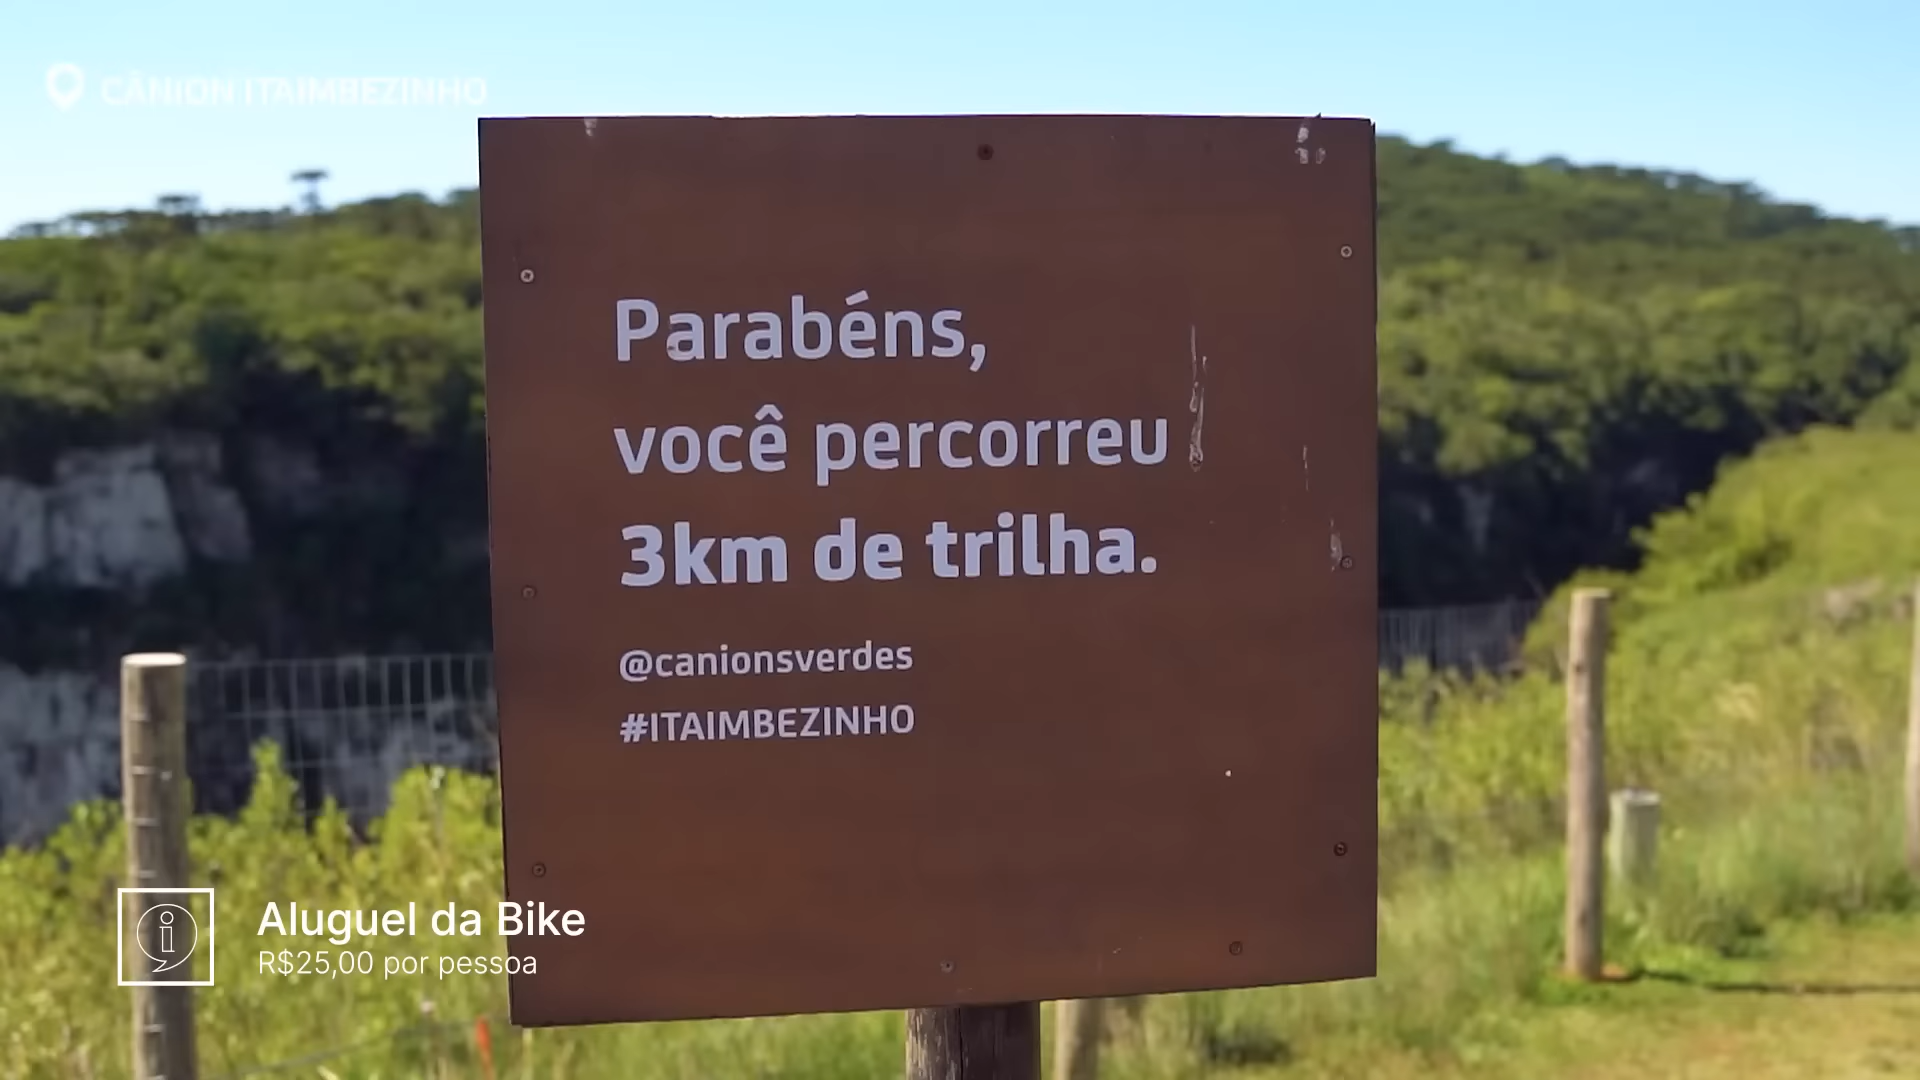 CÂNION ITAIMBEZINHO
Parabéns,
você percorreu
3km de trilha.
@canionsverdes
#ITAIMBEZINHO
Aluguel da Bike
R$25,00 por pessoa